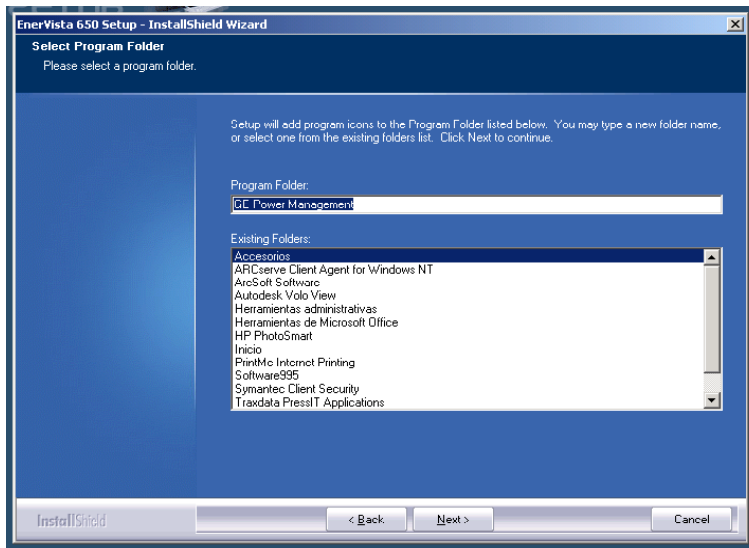 EnerVista 650 Setup - InstallShield Wizard
Select Program Folder
Please select a program folder.
Setup will add program icons to the Program Folder listed below. You may type a new folder name,
or select one from the existing folders list. Click Next to continue.
Program Folder:
GE Power Management
Existing Folders:
Accesorios
ARCserve Client Agent for Windows NT
ArcSoft Software
Autodesk Volo View
Herramientas administrativas
Herramientas de Microsoft Office
HP PhotoSmart
Inicio
PrintMe Internet Printing
Software995
Symantec Client Security
Traxdata PressIT Applications
InstallShield
< Back
Next >
Cancel